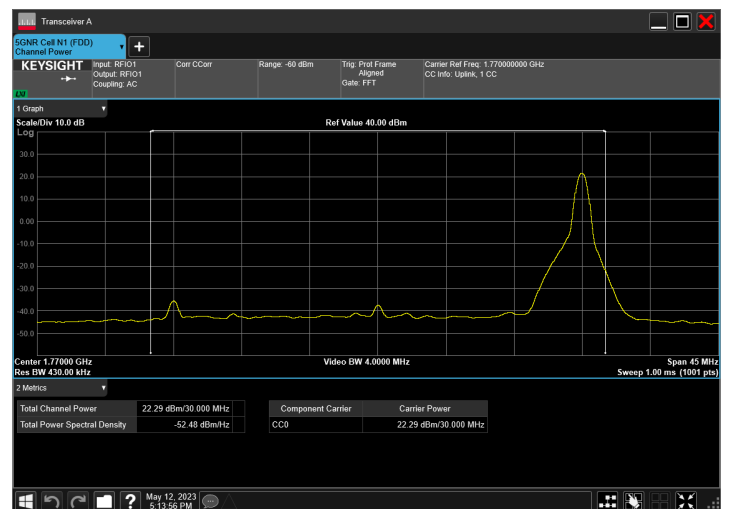 Transceiver A
5GNR Cell N1 (FDD)
Channel Power
KEYSIGHT
LXI
Input: RFIO1
Output: RFIO1
Coupling: AC
Corr CCorr
Range: -60 dBm
Trig: Prot Frame
Aligned
Gate: FFT
Carrier Ref Freq: 1.770000000 GHz
CC Info: Uplink, 1 CC
1 Graph
Scale/Div 10.0 dB
Ref Value 40.00 dBm
Log
30.0
20.0
10.0
0.00
-10.0
-20.0
-30.0
-40.0
-50.0
Center 1.77000 GHz
Video BW 4.0000 MHz
Span 45 MHz
Res BW 430.00 kHz
Sweep 1.00 ms (1001 pts)
2 Metrics
Total Channel Power 22.29 dBm/30.000 MHz
Total Power Spectral Density -52.48 dBm/Hz
Component Carrier Carrier Power
CC0 22.29 dBm/30.000 MHz
?
May 12, 2023
5:13:56 PM